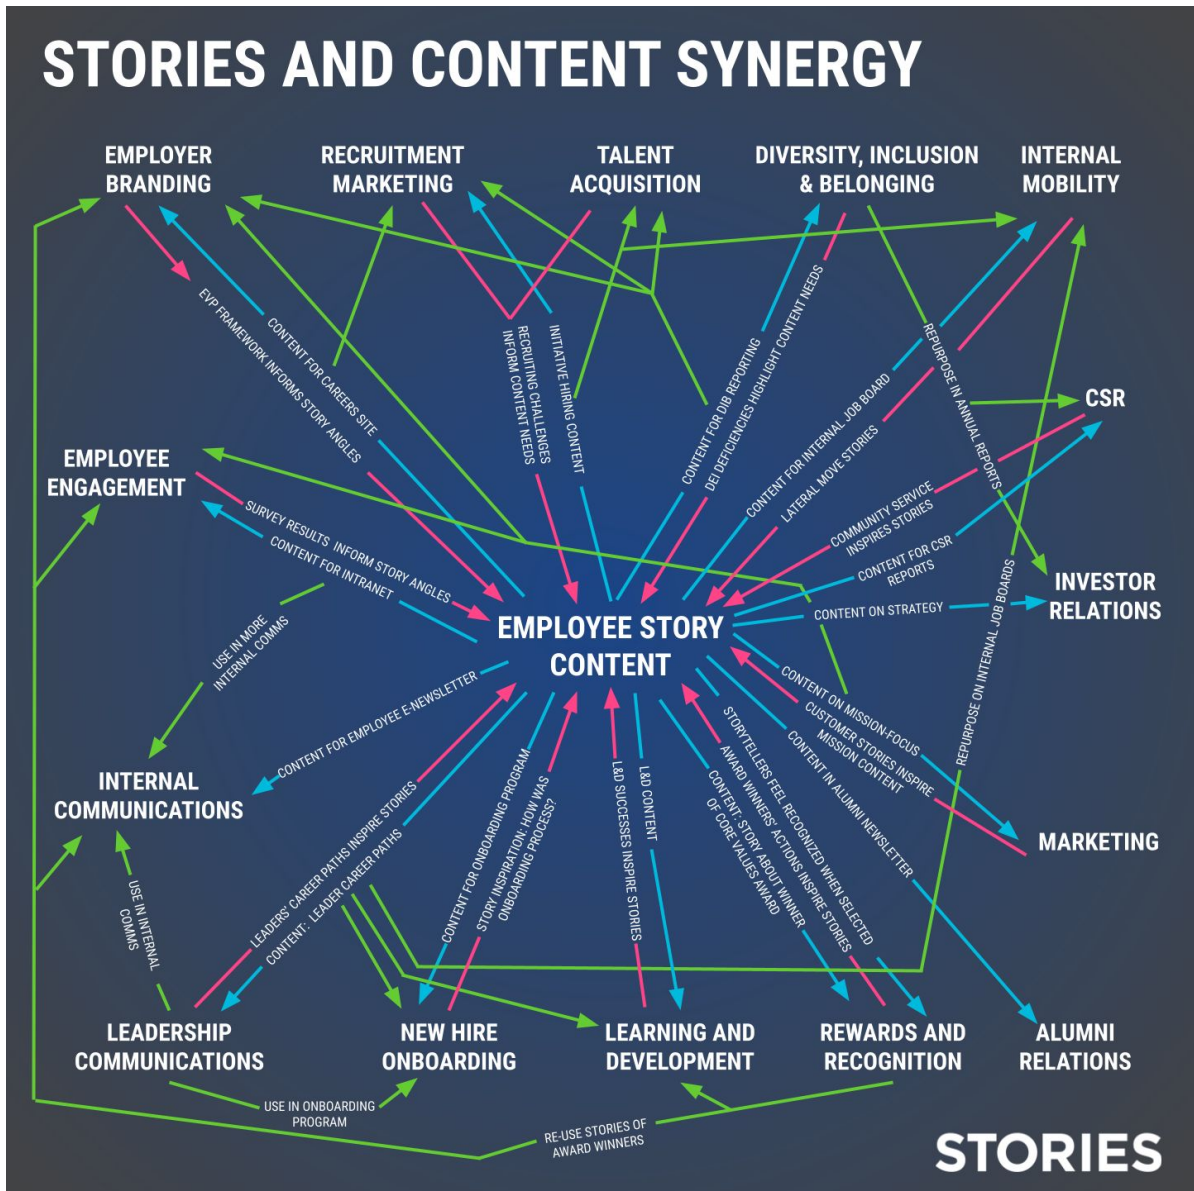 STORIES AND CONTENT SYNERGY
EMPLOYER
BRANDING
RECRUITMENT
MARKETING
TALENT
ACQUISITION
DIVERSITY, INCLUSION
& BELONGING
INTERNAL
MOBILITY
EVP FRAMEWORK INFORMS STORY ANGLES
CONTENT FOR CAREERS SITE
RECRUITING CHALLENGES
INFORM CONTENT NEEDS
INITIATIVE HIRING CONTENT
CONTENT FOR DIB REPORTING
DEI DEFICIENCIES HIGHLIGHT CONTENT NEEDS
CONTENT FOR INTERNAL JOB BOARD
LATERAL MOVE STORIES
REPURPOSE IN ANNUAL REPORTS
CSR
EMPLOYEE
ENGAGEMENT
SURVEY RESULTS INFORM STORY ANGLES
CONTENT FOR INTRANET
COMMUNITY SERVICE
INSPIRES STORIES
CONTENT FOR CSR
REPORTS
CONTENT ON STRATEGY
INVESTOR
RELATIONS
EMPLOYEE STORY
CONTENT
USE IN MORE
INTERNAL COMMS
CONTENT FOR EMPLOYEE E-NEWSLETTER
REPURPOSE ON INTERNAL JOB BOARDS
CONTENT ON MISSION-FOCUS
CUSTOMER STORIES INSPIRE
MISSION CONTENT
CONTENT IN ALUMNI NEWSLETTER
STORYTELLERS FEEL RECOGNIZED WHEN SELECTED
AWARD WINNERS' ACTIONS INSPIRE STORIES
CONTENT: STORY ABOUT WINNER
OF CORE VALUES AWARD
INTERNAL
COMMUNICATIONS
MARKETING
LEADERS' CAREER PATHS INSPIRE STORIES
CONTENT: LEADER CAREER PATHS
CONTENT FOR ONBOARDING PROGRAM
STORY INSPIRATION: HOW WAS
ONBOARDING PROCESS?
L&D SUCCESSES INSPIRE STORIES
L&D CONTENT
USE IN INTERNAL
COMMS
LEADERSHIP
COMMUNICATIONS
NEW HIRE
ONBOARDING
LEARNING AND
DEVELOPMENT
REWARDS AND
RECOGNITION
ALUMNI
RELATIONS
USE IN ONBOARDING
PROGRAM
RE-USE STORIES OF
AWARD WINNERS
STORIES